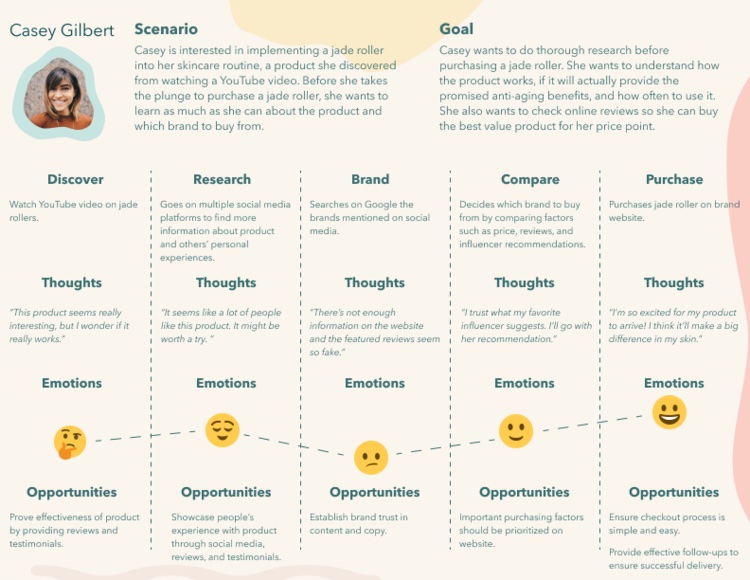 Casey Gilbert
Scenario
Casey is interested in implementing a jade roller
into her skincare routine, a product she discovered
from watching a YouTube video. Before she takes
the plunge to purchase a jade roller, she wants to
learn as much as she can about the product and
which brand to buy from.
Goal
Casey wants to do thorough research before
purchasing a jade roller. She wants to understand how
the product works, if it will actually provide the
promised anti-aging benefits, and how often to use it.
She also wants to check online reviews so she can buy
the best value product for her price point.
Discover
Watch YouTube video on jade
rollers.
Thoughts
"This product seems really
interesting, but I wonder if it
really works."
Emotions
Opportunities
Prove effectiveness of product
by providing reviews and
testimonials.
Research
Goes on multiple social media
platforms to find more
information about product
and others' personal
experiences.
Thoughts
"It seems like a lot of people
like this product. It might be
worth a try. "
Emotions
Opportunities
Showcase people's
experience with product
through social media,
reviews, and testimonials.
Brand
Searches on Google the
brands mentioned on social
media.
Thoughts
"There's not enough
information on the website
and the featured reviews seem
so fake."
Emotions
Opportunities
Establish brand trust in
content and copy.
Compare
Decides which brand to buy
from by comparing factors
such as price, reviews, and
influencer recommendations.
Thoughts
"I trust what my favorite
influencer suggests. I'll go with
her recommendation."
Emotions
Opportunities
Important purchasing factors
should be prioritized on
website.
Purchase
Purchases jade roller on brand
website.
Thoughts
"I'm so excited for my product
to arrive! I think it'll make a big
difference in my skin."
Emotions
Opportunities
Ensure checkout process is
simple and easy.
Provide effective follow-ups to
ensure successful delivery.